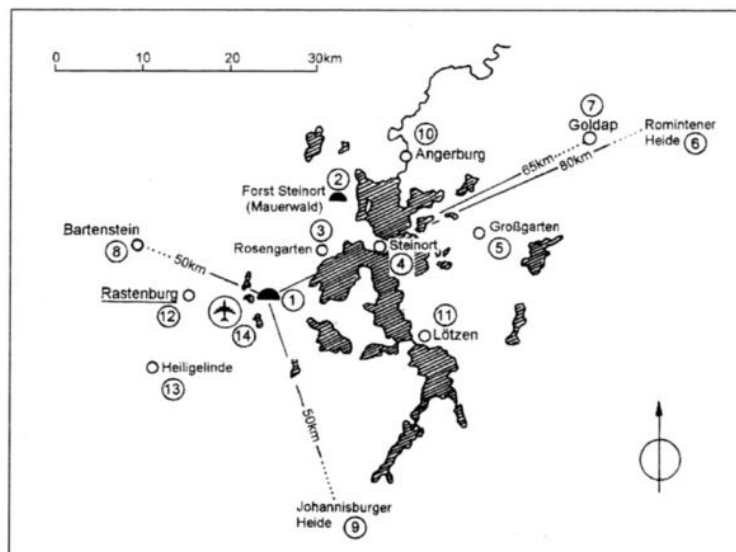 0 10 20 30km
7
Goldap
Romintener
Heide 6
10
Angerburg
65km
80km
2
Forst Steinort
(Mauerwald)
Bartenstein
8
3
Rosengarten
Steinort
4
Großgarten
5
50km
Rastenburg
12
1
14
11
Lötzen
Heiligelinde
13
50km
Johannisburger
Heide 9